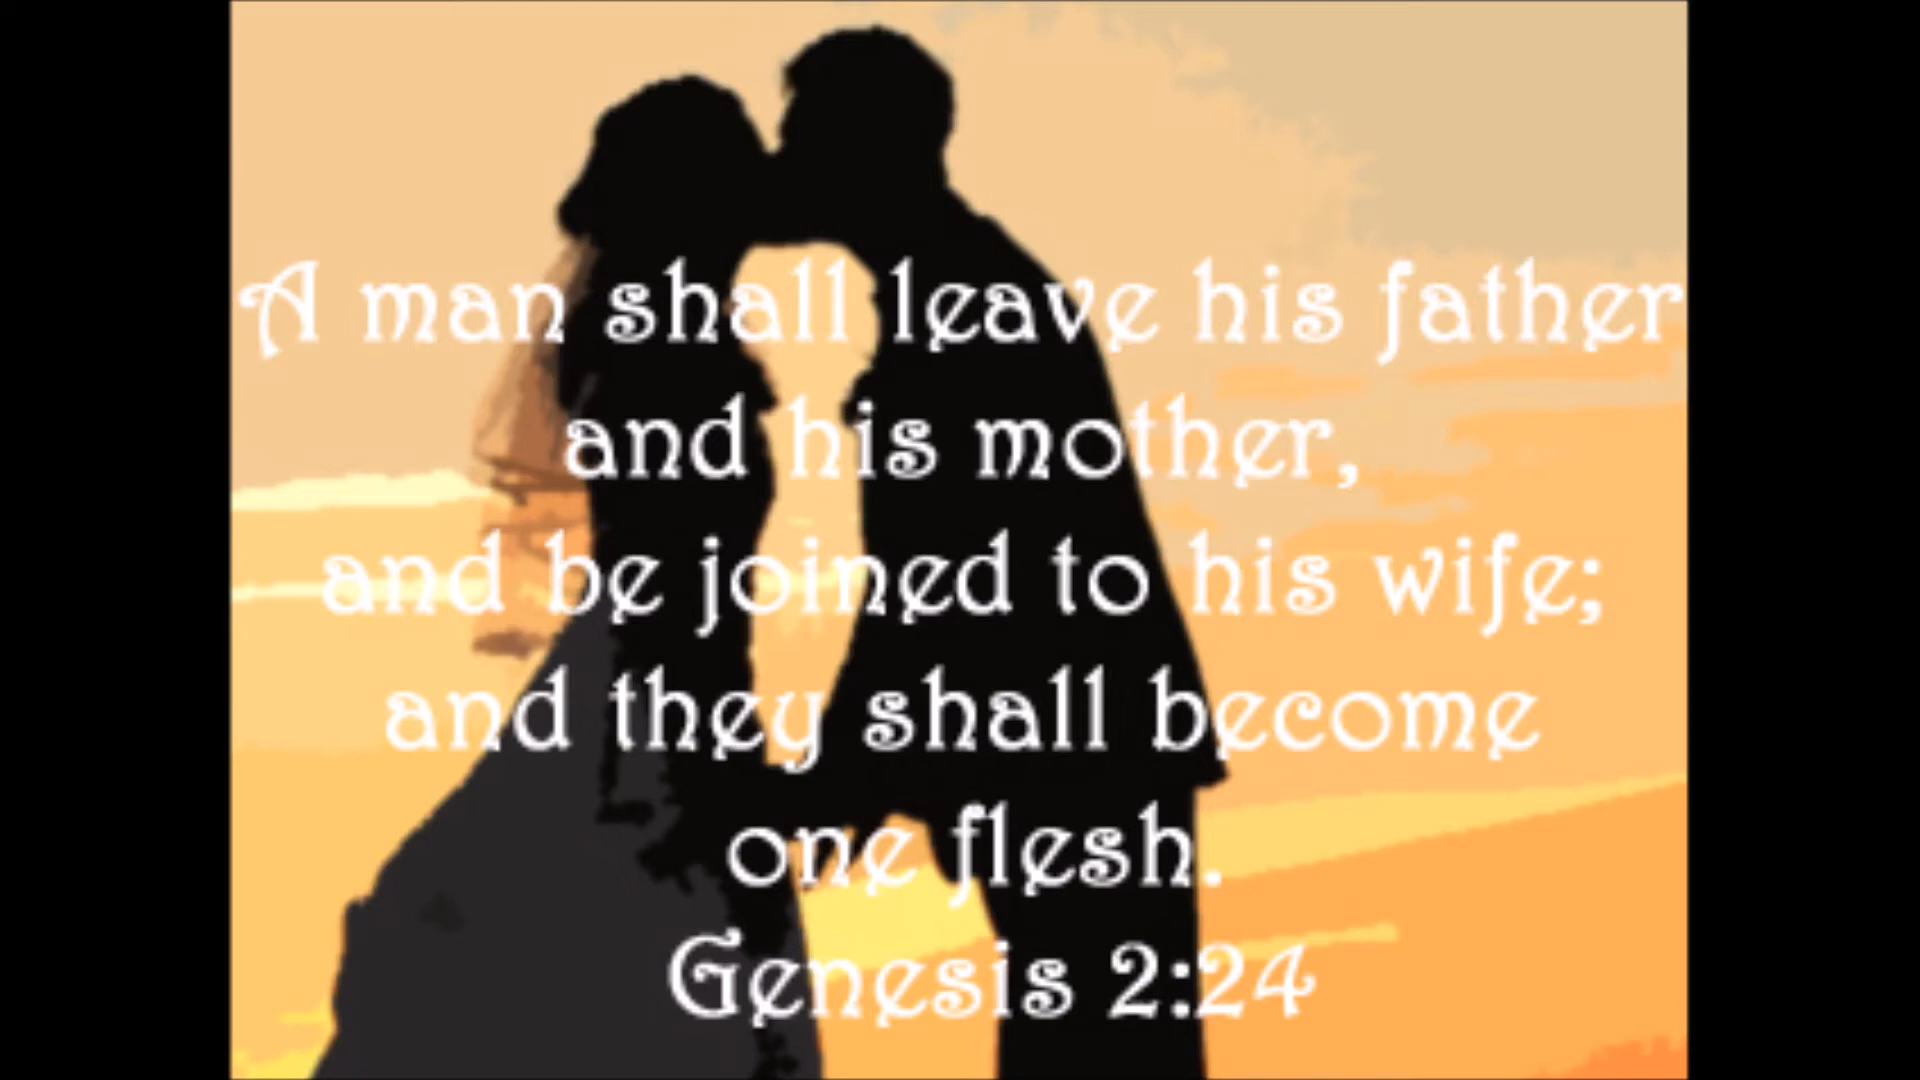 A man shall leave his father
and his mother,
and be joined to his wife;
and they shall become
one flesh.
Genesis 2:24